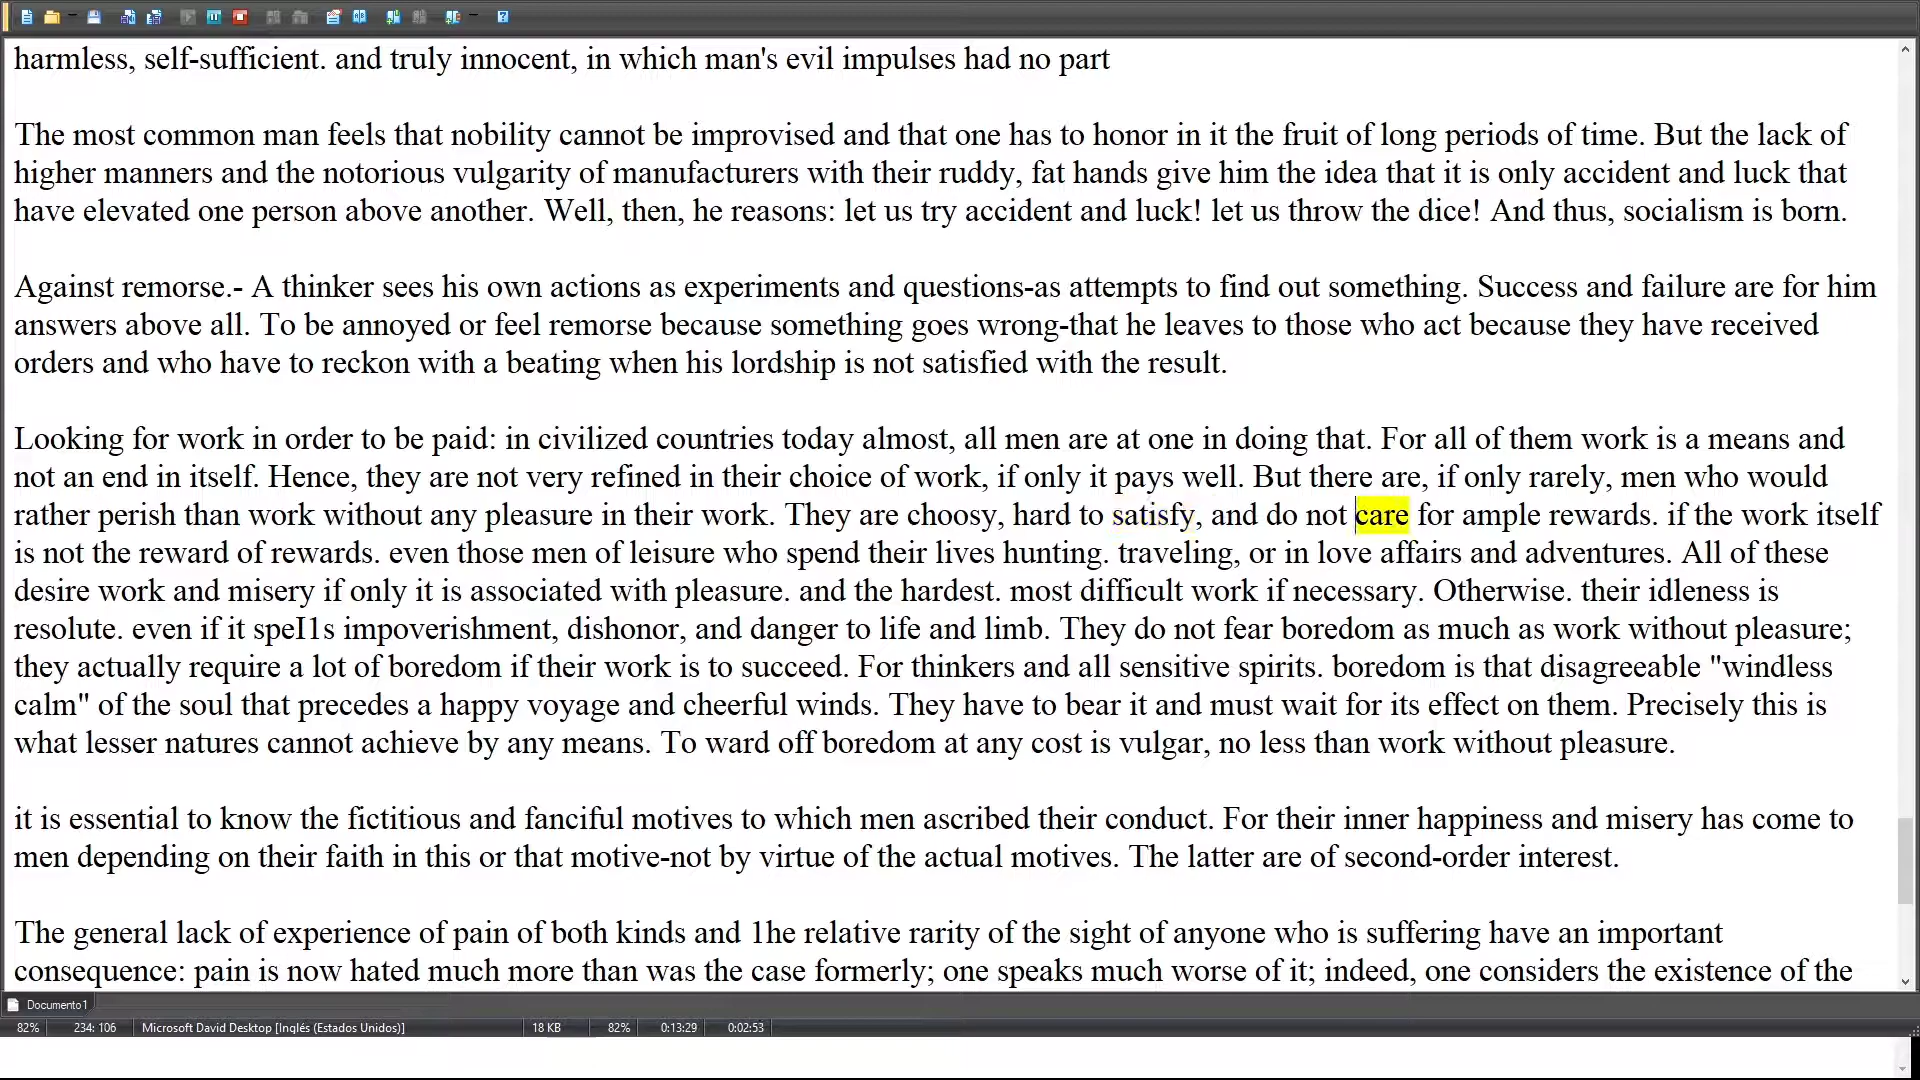 harmless, self-sufficient. and truly innocent, in which man's evil impulses had no part
The most common man feels that nobility cannot be improvised and that one has to honor in it the fruit of long periods of time. But the lack of
higher manners and the notorious vulgarity of manufacturers with their ruddy, fat hands give him the idea that it is only accident and luck that
have elevated one person above another. Well, then, he reasons: let us try accident and luck! let us throw the dice! And thus, socialism is born.
Against remorse.- A thinker sees his own actions as experiments and questions-as attempts to find out something. Success and failure are for him
answers above all. To be annoyed or feel remorse because something goes wrong-that he leaves to those who act because they have received
orders and who have to reckon with a beating when his lordship is not satisfied with the result.
Looking for work in order to be paid: in civilized countries today almost, all men are at one in doing that. For all of them work is a means and
not an end in itself. Hence, they are not very refined in their choice of work, if only it pays well. But there are, if only rarely, men who would
rather perish than work without any pleasure in their work. They are choosy, hard to satisfy, and do not care for ample rewards. if the work itself
is not the reward of rewards. even those men of leisure who spend their lives hunting. traveling, or in love affairs and adventures. All of these
desire work and misery if only it is associated with pleasure. and the hardest. most difficult work if necessary. Otherwise. their idleness is
resolute. even if it speI1s impoverishment, dishonor, and danger to life and limb. They do not fear boredom as much as work without pleasure;
they actually require a lot of boredom if their work is to succeed. For thinkers and all sensitive spirits. boredom is that disagreeable "windless
calm" of the soul that precedes a happy voyage and cheerful winds. They have to bear it and must wait for its effect on them. Precisely this is
what lesser natures cannot achieve by any means. To ward off boredom at any cost is vulgar, no less than work without pleasure.
it is essential to know the fictitious and fanciful motives to which men ascribed their conduct. For their inner happiness and misery has come to
men depending on their faith in this or that motive-not by virtue of the actual motives. The latter are of second-order interest.
The general lack of experience of pain of both kinds and 1he relative rarity of the sight of anyone who is suffering have an important
consequence: pain is now hated much more than was the case formerly; one speaks much worse of it; indeed, one considers the existence of the
Documento1
82% 234: 106 Microsoft David Desktop [Inglés (Estados Unidos)] 18 KB 82% 0:13:29 0:02:53